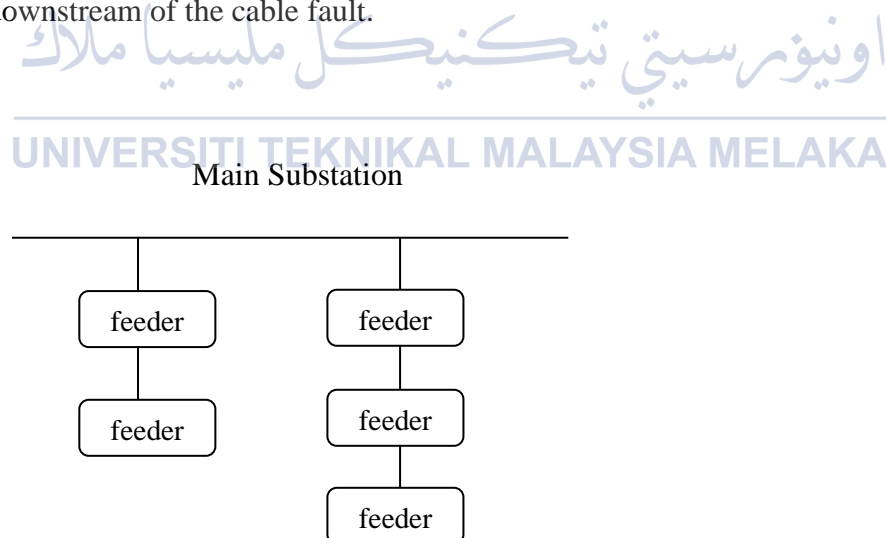 downstream of the cable fault.
اونيۏرسيتي تيكنيكل مليسيا ملاك
UNIVERSITI TEKNIKAL MALAYSIA MELAKA
Main Substation
feeder
feeder
feeder
feeder
feeder